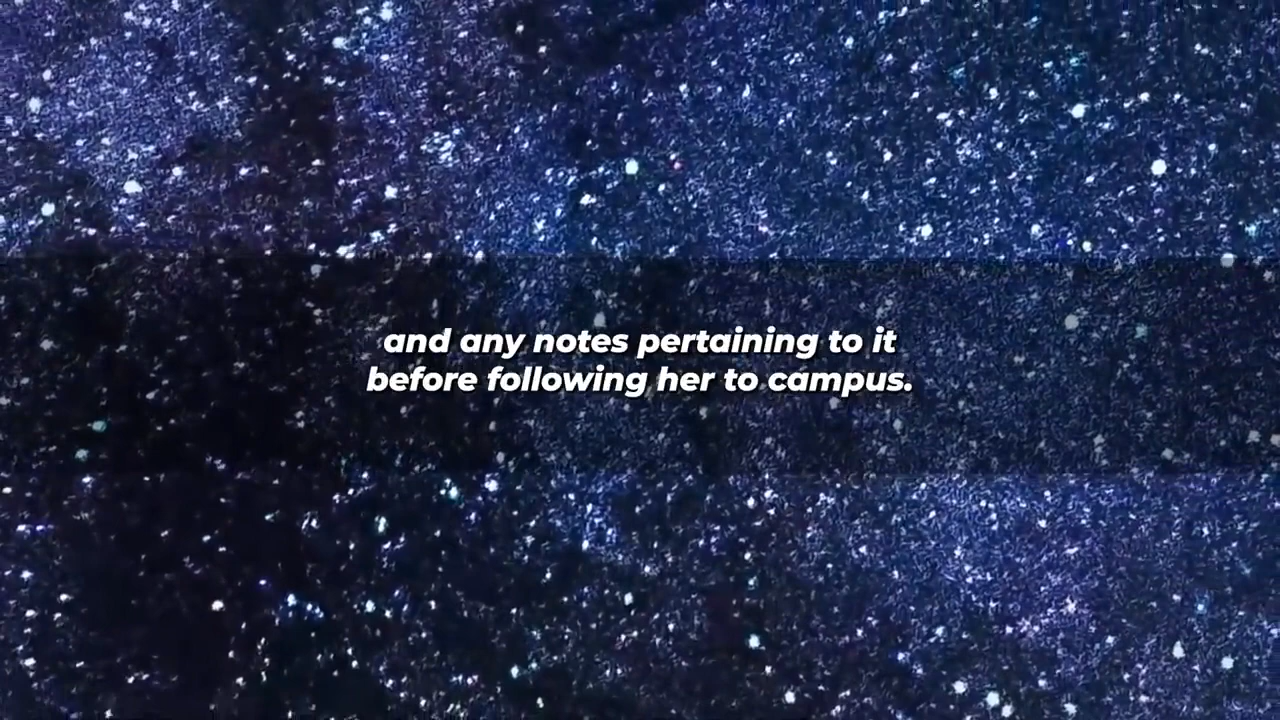 and any notes pertaining to it
before following her to campus.